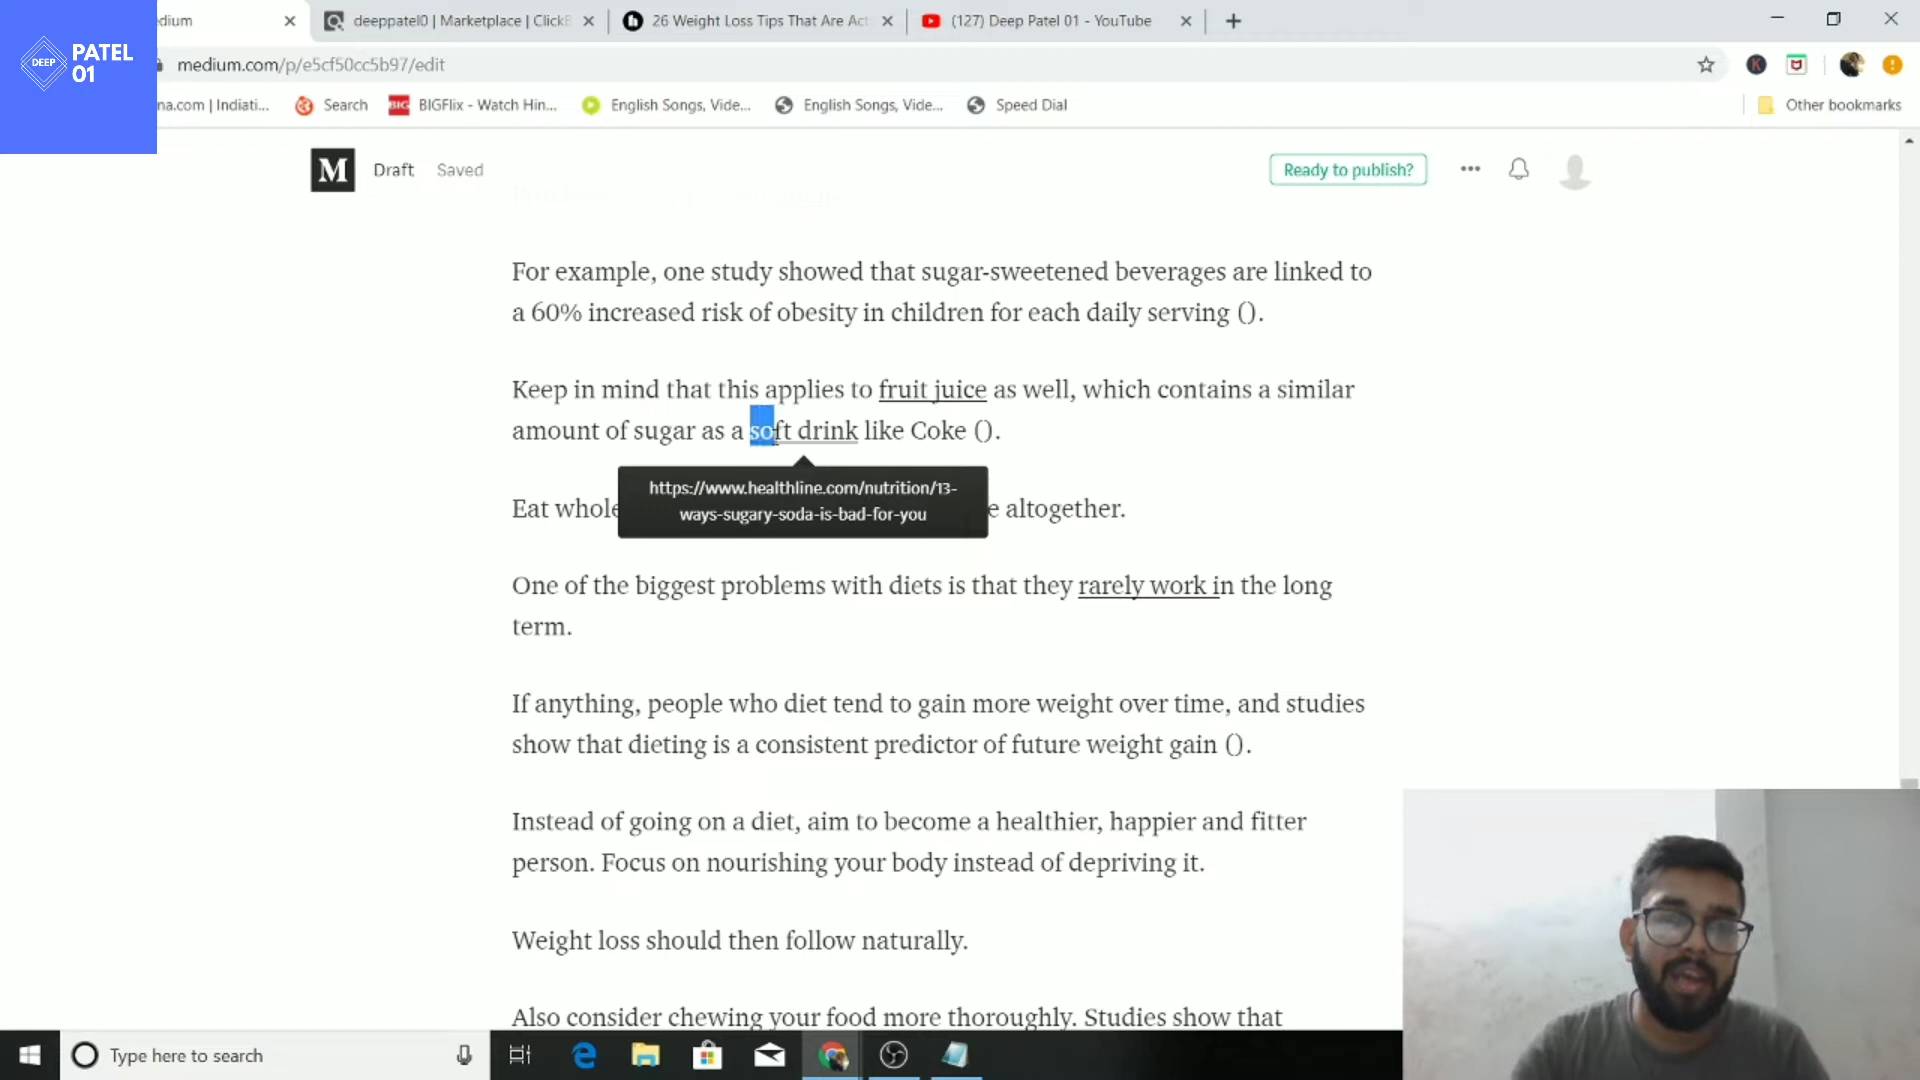 DEEP
PATEL
01
edium
deeppatel0 | Marketplace | ClickB
26 Weight Loss Tips That Are Act
(127) Deep Patel 01 - YouTube
medium.com/p/e5cf50cc5b97/edit
na.com | Indiati...
Search
BIG
BIGFlix - Watch Hin...
English Songs, Vide...
English Songs, Vide...
Speed Dial
Other bookmarks
K
M
Draft
Saved
Ready to publish?
For example, one study showed that sugar-sweetened beverages are linked to
a 60% increased risk of obesity in children for each daily serving ().
Keep in mind that this applies to fruit juice as well, which contains a similar
amount of sugar as a soft drink like Coke ().
https://www.healthline.com/nutrition/13-
ways-sugary-soda-is-bad-for-you
Eat whole
e altogether.
One of the biggest problems with diets is that they rarely work in the long
term.
If anything, people who diet tend to gain more weight over time, and studies
show that dieting is a consistent predictor of future weight gain ().
Instead of going on a diet, aim to become a healthier, happier and fitter
person. Focus on nourishing your body instead of depriving it.
Weight loss should then follow naturally.
Also consider chewing your food more thoroughly. Studies show that
Type here to search